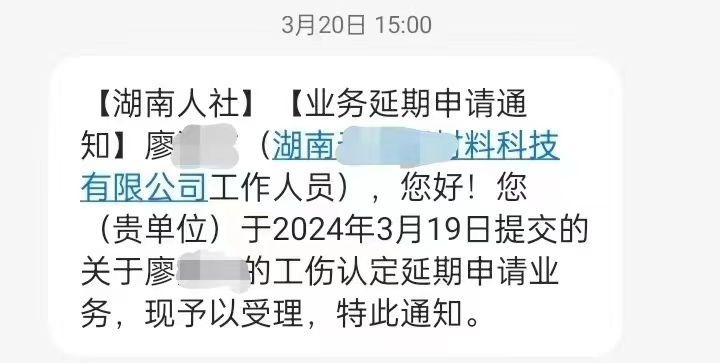 3月20日 15:00
【湖南人社】【业务延期申请通
知】廖（湖南材料科技
有限公司工作人员），您好！您
（贵单位）于2024年3月19日提交的
关于廖的工伤认定延期申请业
务，现予以受理，特此通知。